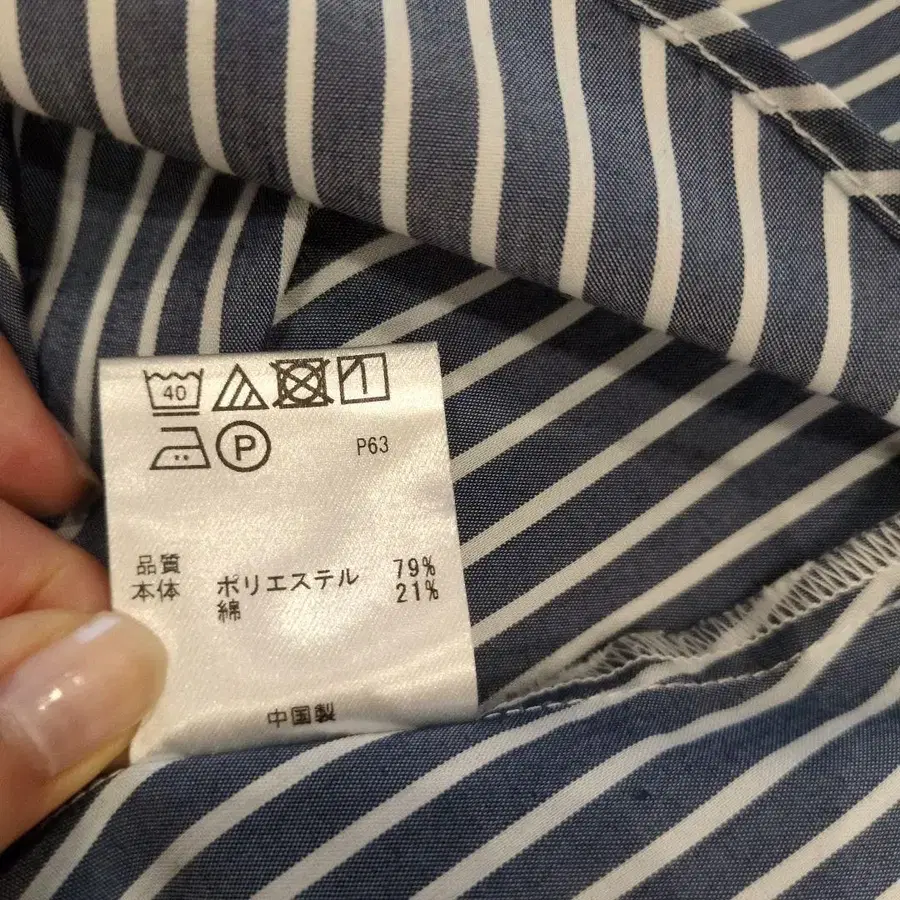 40
P P63
品質
本体 ポリエステル 79%
綿 21%
中国製